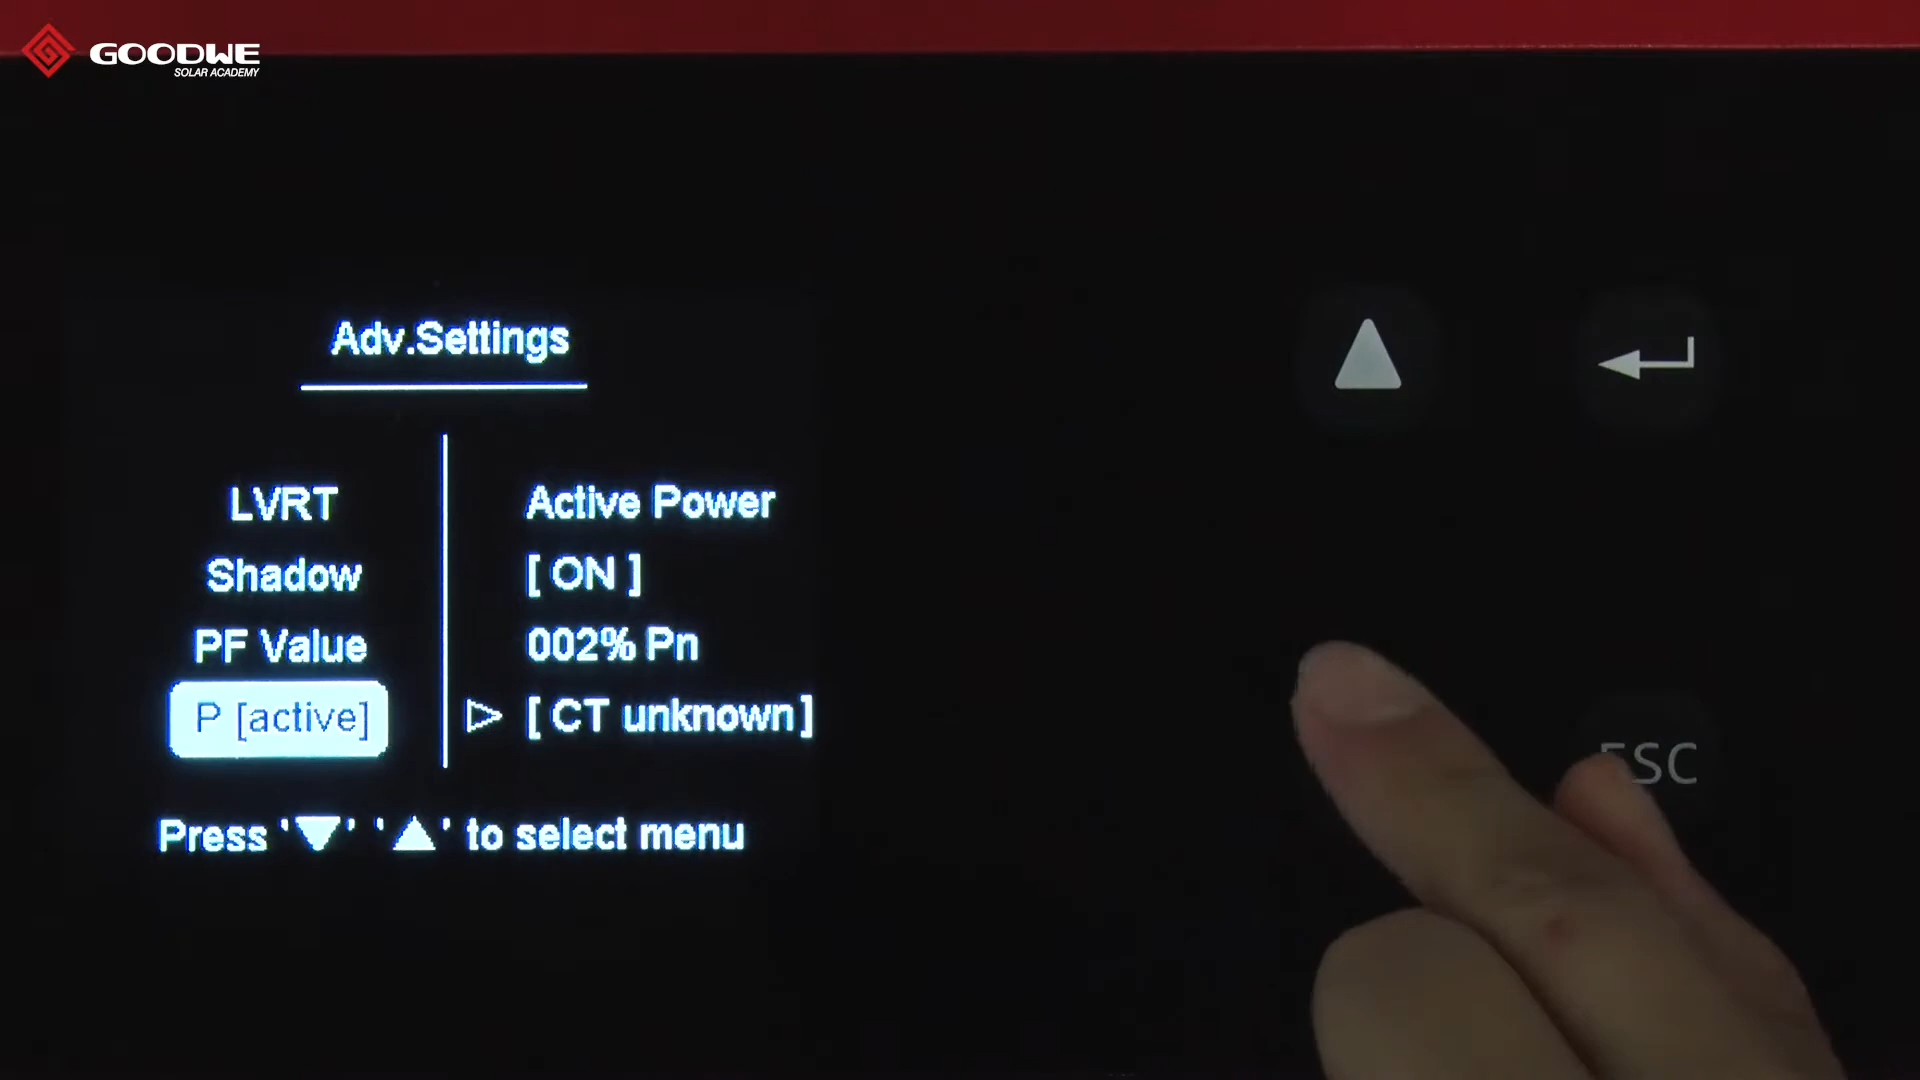 GOODWE
SOLAR ACADEMY
Adv.Settings
LVRT
Shadow
PF Value
P [active]
Active Power
[ ON ]
002% Pn
▷ [ CT unknown]
Press '▼' '▲' to select menu
ESC